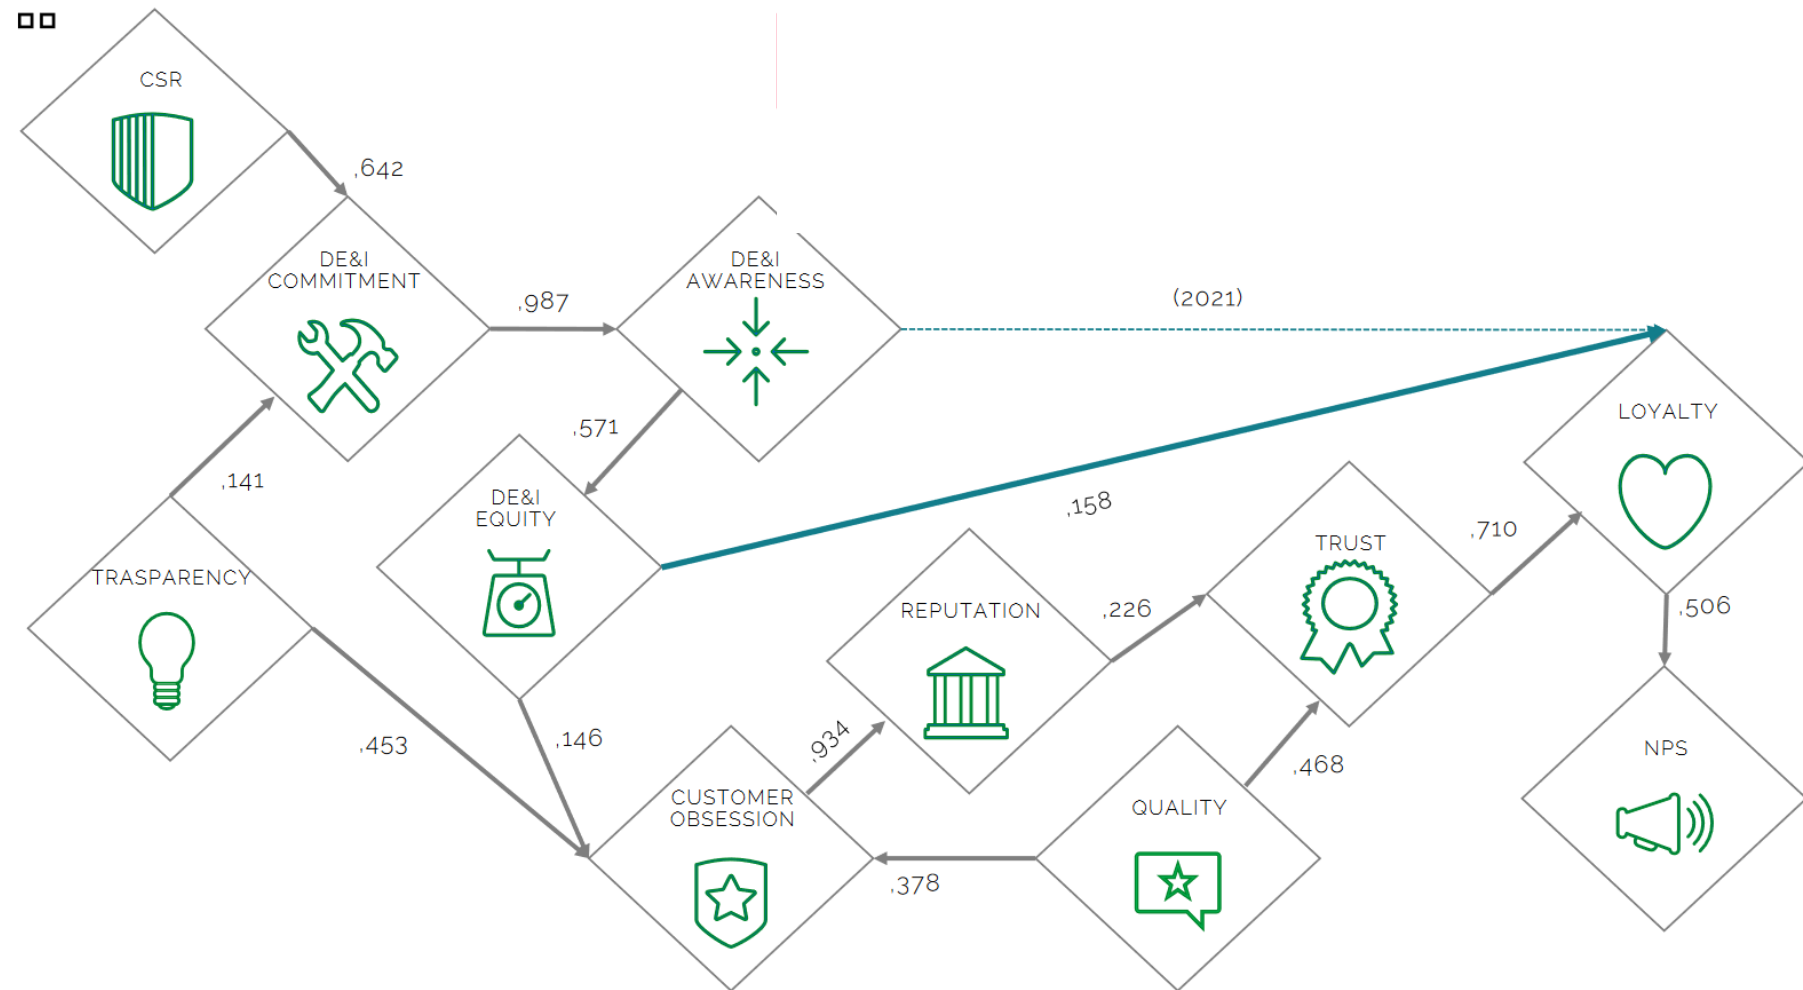 CSR
,642
DE&I
COMMITMENT
,987
DE&I
AWARENESS
(2021)
,571
,141
DE&I
EQUITY
,158
LOYALTY
TRASPARENCY
REPUTATION
,226
TRUST
,710
,506
,453
,146
,934
CUSTOMER
OBSESSION
,378
QUALITY
,468
NPS